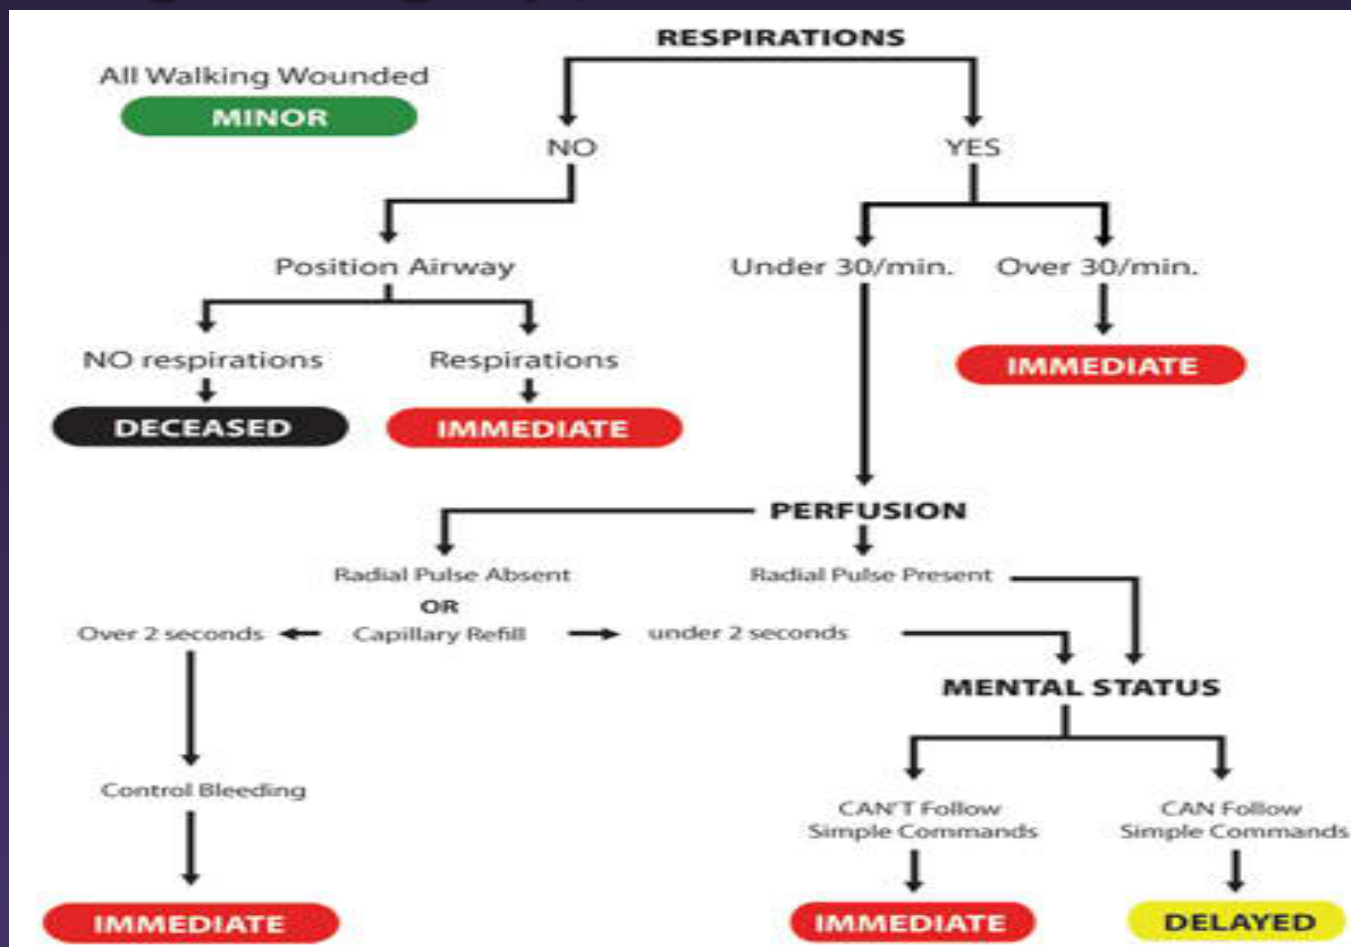 RESPIRATIONS
All Walking Wounded
MINOR
NO
YES
Position Airway
Under 30/min.
Over 30/min.
NO respirations
Respirations
IMMEDIATE
DECEASED
IMMEDIATE
PERFUSION
Radial Pulse Absent
Radial Pulse Present
OR
Over 2 seconds
Capillary Refill
under 2 seconds
MENTAL STATUS
Control Bleeding
CAN'T Follow
Simple Commands
CAN Follow
Simple Commands
IMMEDIATE
IMMEDIATE
DELAYED